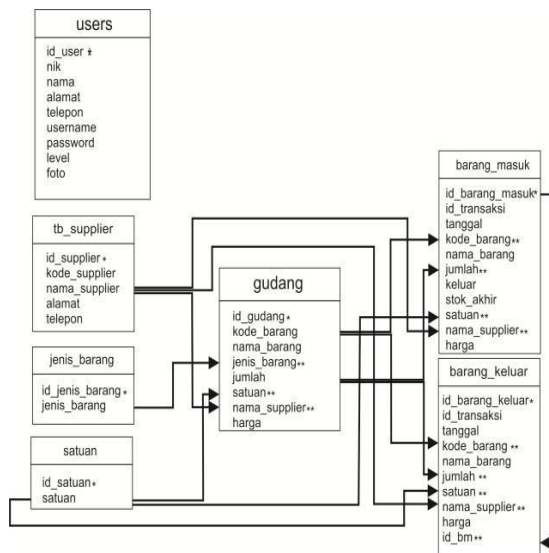 users
id_user *
nik
nama
alamat
telepon
username
password
level
foto
tb_supplier
id_supplier *
kode_supplier
nama_supplier
alamat
telepon
jenis_barang
id_jenis_barang *
jenis_barang
satuan
id_satuan*
satuan
gudang
id_gudang *
kode_barang
nama_barang
jenis_barang**
jumlah
satuan**
nama_supplier**
harga
barang_masuk
id_barang_masuk*
id_transaksi
tanggal
kode_barang**
nama_barang
jumlah**
keluar
stok_akhir
satuan **
nama_supplier**
harga
barang_keluar
id_barang_keluar*
id_transaksi
tanggal
kode_barang **
nama_barang
jumlah **
satuan **
nama_supplier**
harga
id_bm**